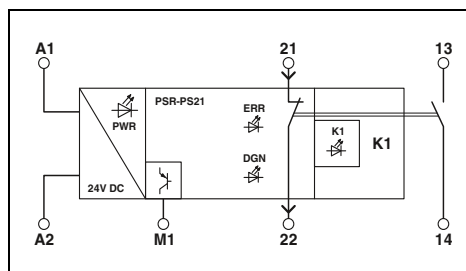 A1
21
13
PSR-PS21
PWR
ERR
K1
K1
DGN
24V DC
A2
M1
22
14